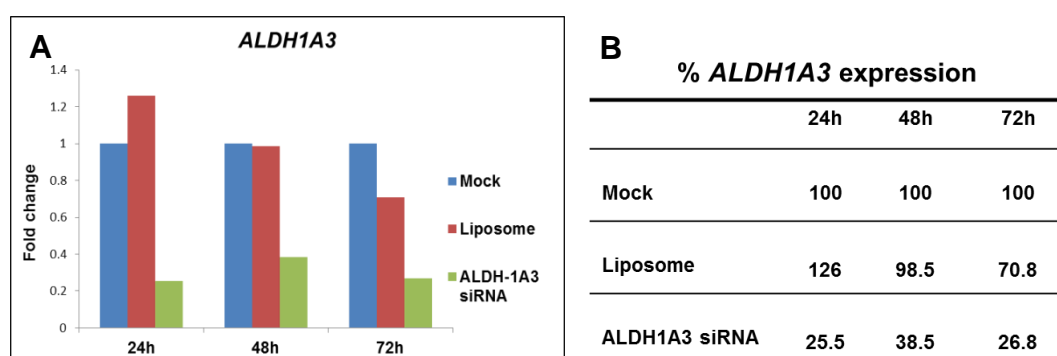 A
ALDH1A3
Fold change
1.4
1.2
1
0.8
0.6
0.4
0.2
0
24h 48h 72h
Mock
Liposome
ALDH-1A3
siRNA
B
% ALDH1A3 expression
24h 48h 72h
Mock 100 100 100
Liposome 126 98.5 70.8
ALDH1A3 siRNA 25.5 38.5 26.8